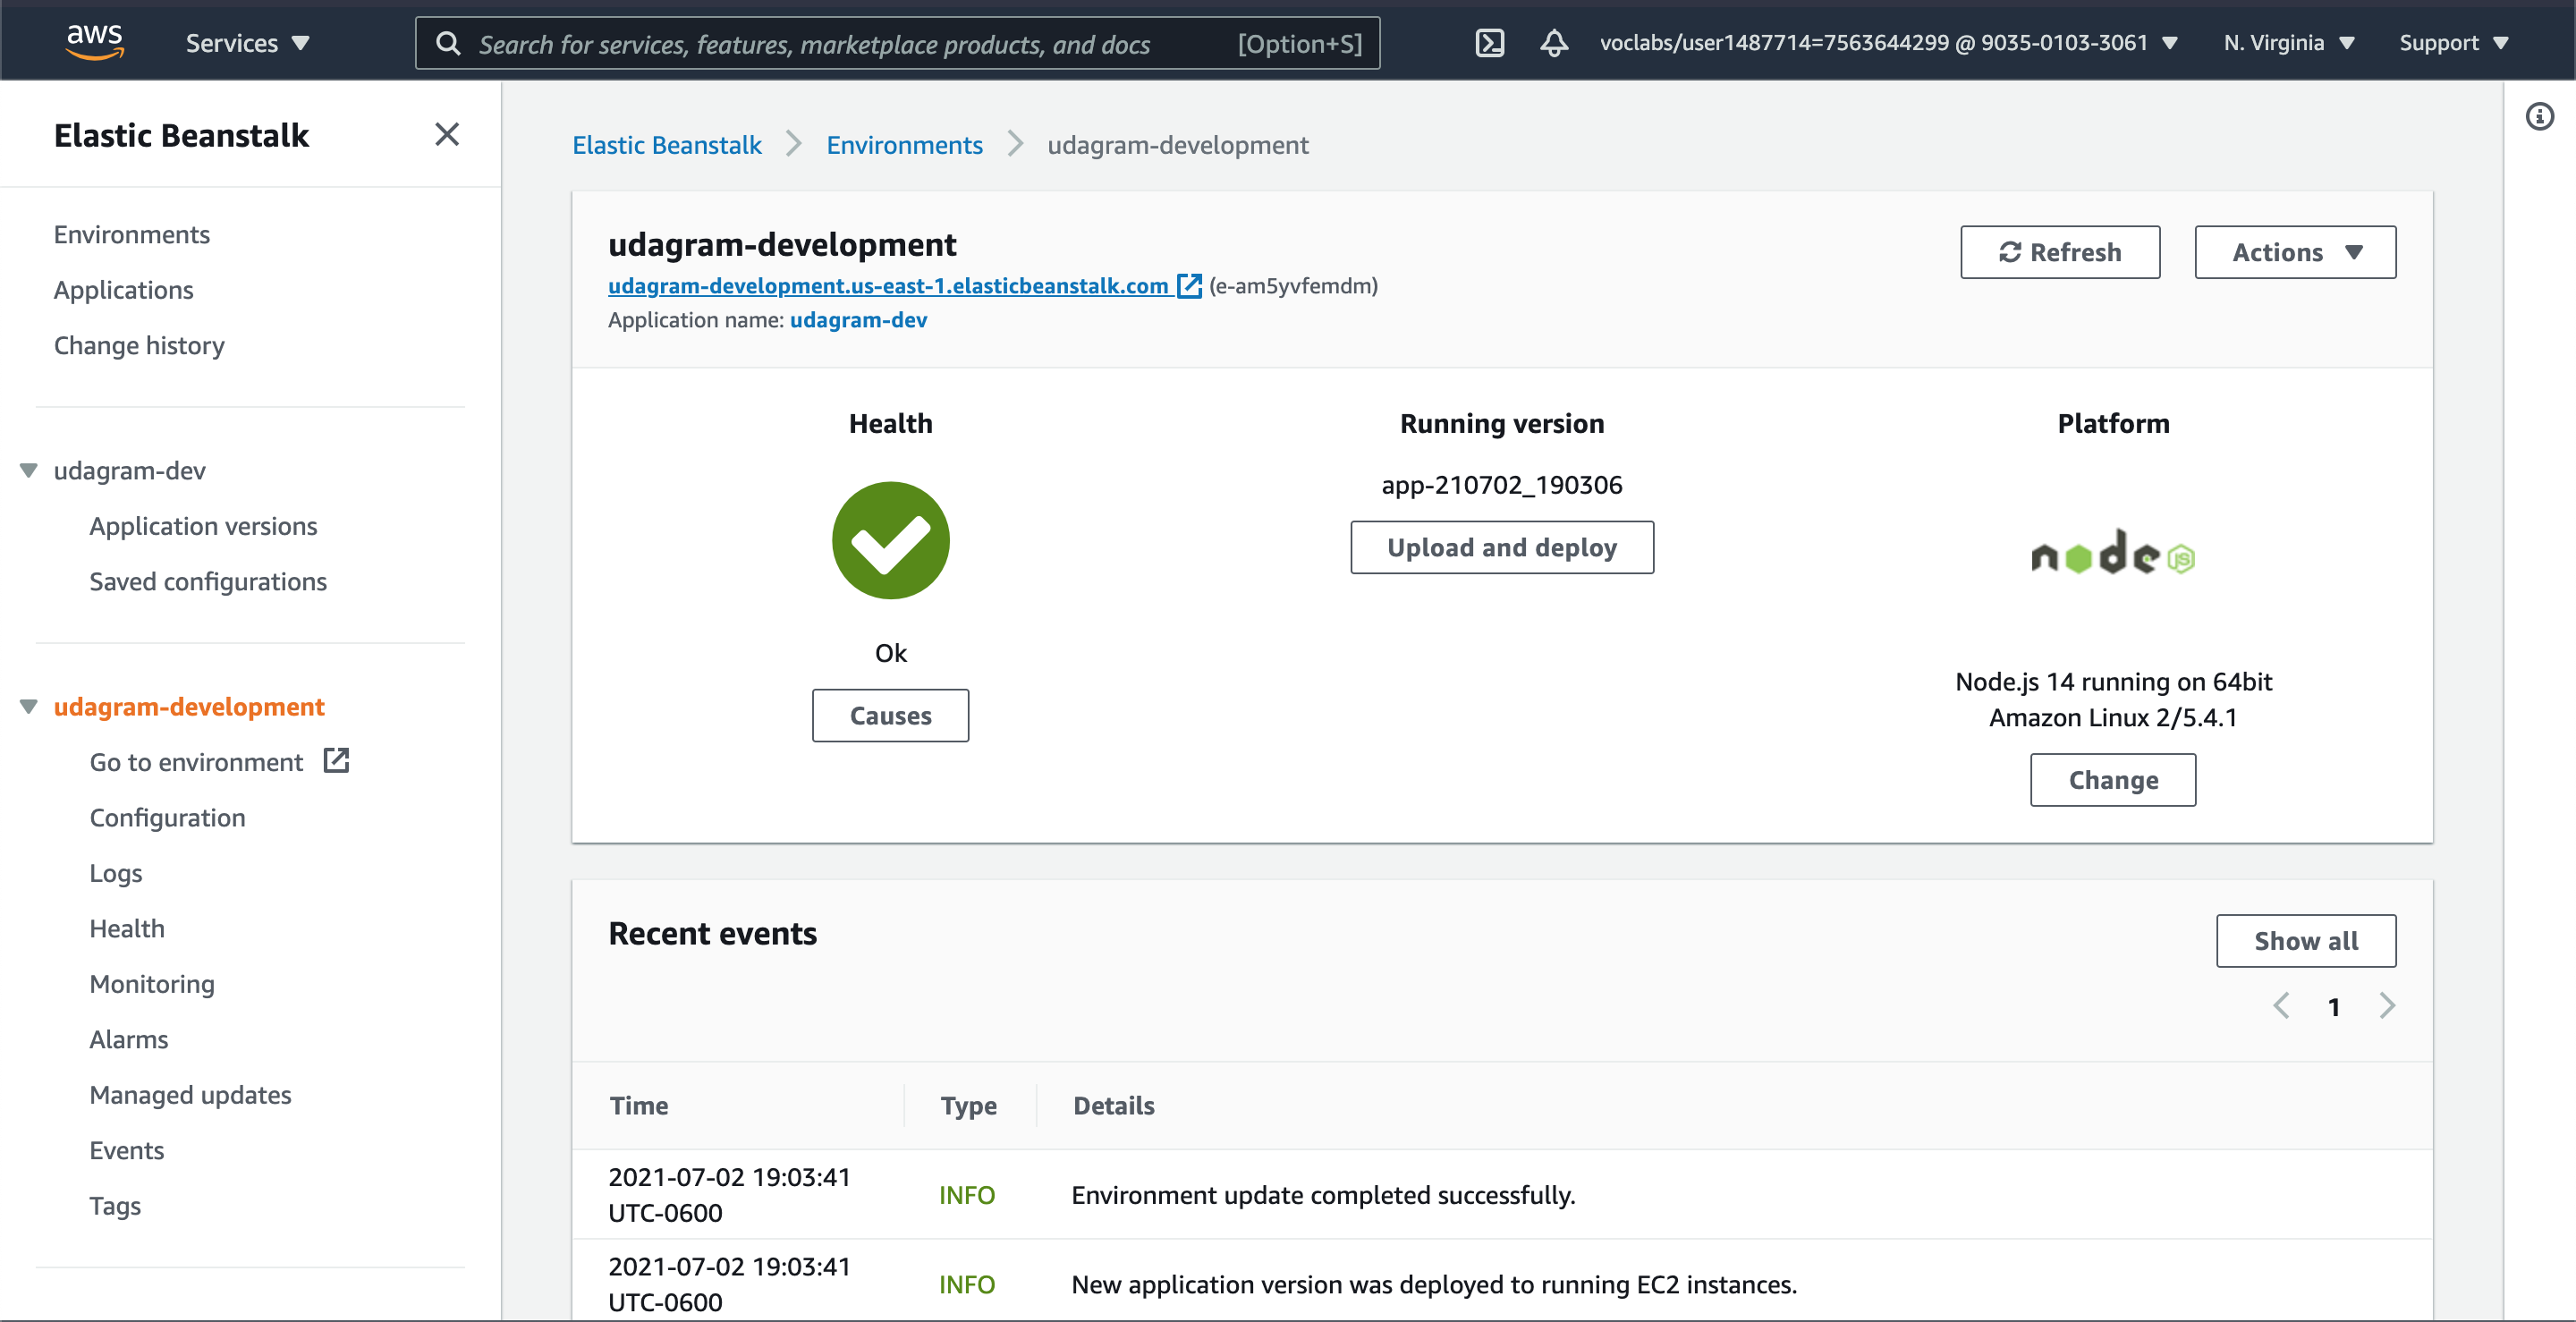 aws
Services
Search for services, features, marketplace products, and docs [Option+S]
voclabs/user1487714=7563644299 @ 9035-0103-3061
N. Virginia
Support
Elastic Beanstalk
Environments
Applications
Change history
udagram-dev
Application versions
Saved configurations
udagram-development
Go to environment
Configuration
Logs
Health
Monitoring
Alarms
Managed updates
Events
Tags
Elastic Beanstalk
Environments
udagram-development
udagram-development
udagram-development.us-east-1.elasticbeanstalk.com (e-am5yvfemdm)
Application name: udagram-dev
Refresh
Actions
Health
Ok
Causes
Running version
app-210702_190306
Upload and deploy
Platform
node JS
Node.js 14 running on 64bit
Amazon Linux 2/5.4.1
Change
Recent events
Show all
1
Time Type Details
2021-07-02 19:03:41
UTC-0600
INFO
Environment update completed successfully.
2021-07-02 19:03:41
UTC-0600
INFO
New application version was deployed to running EC2 instances.